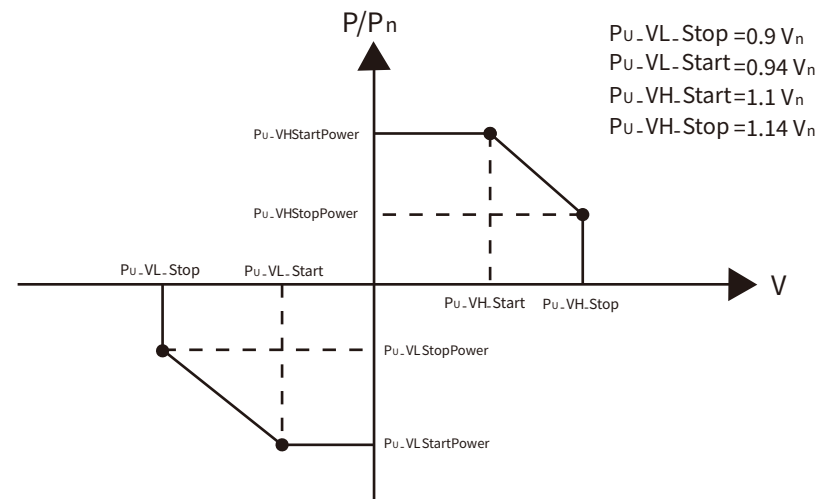 P/Pn
PU_VL_Stop=0.9 Vn
PU_VL_Start=0.94 Vn
PU_VH_Start=1.1 Vn
PU_VH_Stop=1.14 Vn
PU_VHStartPower
PU_VHStopPower
PU_VL_Stop
PU_VL_Start
V
PU_VH_Start
PU_VH_Stop
PU_VLStopPower
PU_VLStartPower